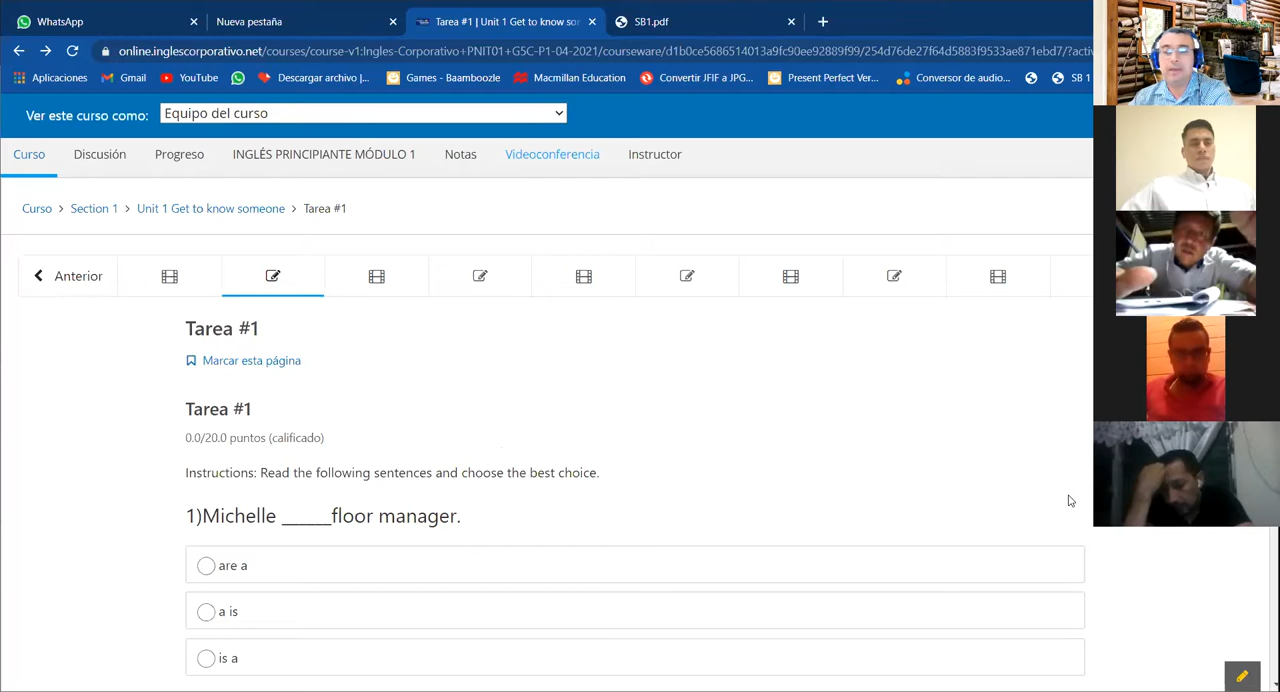 WhatsApp
Nueva pestaña
Tarea #1 | Unit 1 Get to know so
SB1.pdf
online.inglescorporativo.net/courses/course-v1:Ingles-Corporativo+PNIT01+G5C-P1-04-2021/courseware/d1b0ce5686514013a9fc90ee92889f99/254d76de27f64d5883f9533ae871ebd7/?acti
Aplicaciones
Gmail
YouTube
Descargar archivo |...
Games - Baamboozle
Macmillan Education
Convertir JFIF a JPG...
Present Perfect Ver...
Conversor de audio...
SB 1
Ver este curso como:
Equipo del curso
Curso
Discusión
Progreso
INGLÉS PRINCIPIANTE MÓDULO 1
Notas
Videoconferencia
Instructor
Curso > Section 1 > Unit 1 Get to know someone > Tarea #1
Anterior
Tarea #1
Marcar esta página
Tarea #1
0.0/20.0 puntos (calificado)
Instructions: Read the following sentences and choose the best choice.
1)Michelle ______floor manager.
are a
a is
is a